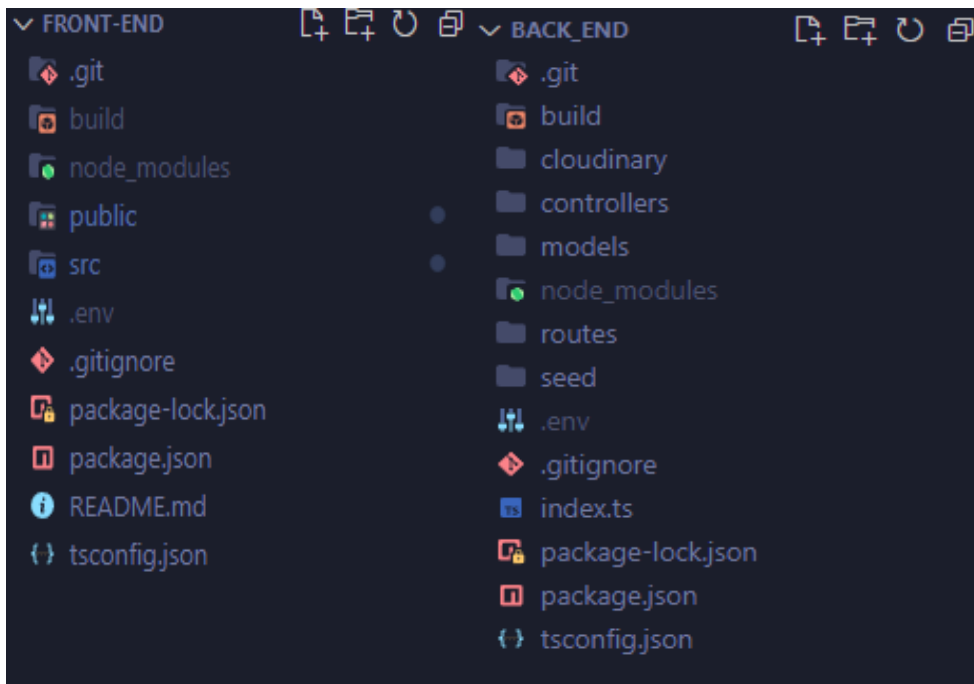 FRONT-END
.git
build
node_modules
public
src
.env
.gitignore
package-lock.json
package.json
README.md
tsconfig.json
BACK_END
.git
build
cloudinary
controllers
models
node_modules
routes
seed
.env
.gitignore
TS index.ts
package-lock.json
package.json
tsconfig.json